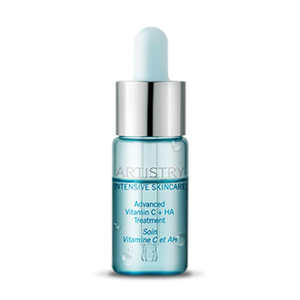 ARTISTRY
INTENSIVE SKINCARE
Advanced
Vitamin C + HA
Treatment
Soin
Vitamine C et AH